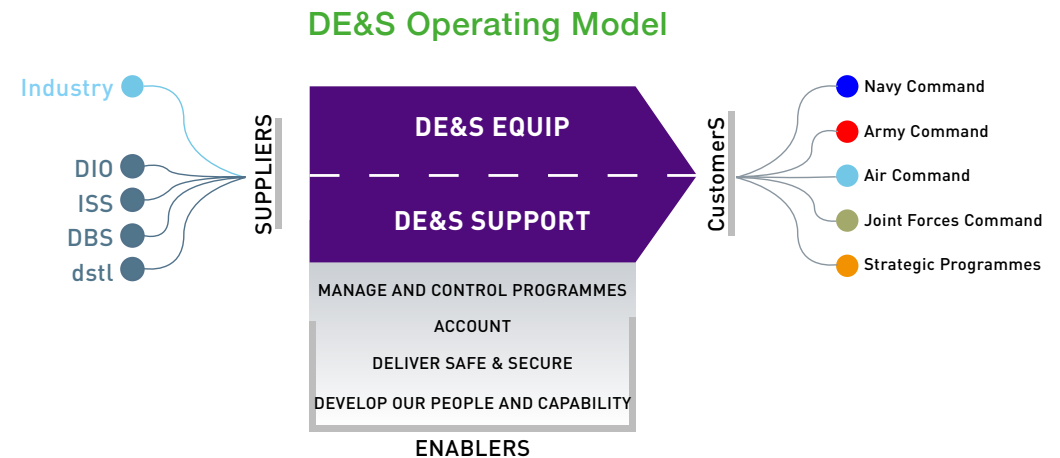 DE&S Operating Model
Industry
DIO
ISS
DBS
dstl
SUPPLIERS
DE&S EQUIP
DE&S SUPPORT
MANAGE AND CONTROL PROGRAMMES
ACCOUNT
DELIVER SAFE & SECURE
DEVELOP OUR PEOPLE AND CAPABILITY
ENABLERS
CustomerS
Navy Command
Army Command
Air Command
Joint Forces Command
Strategic Programmes